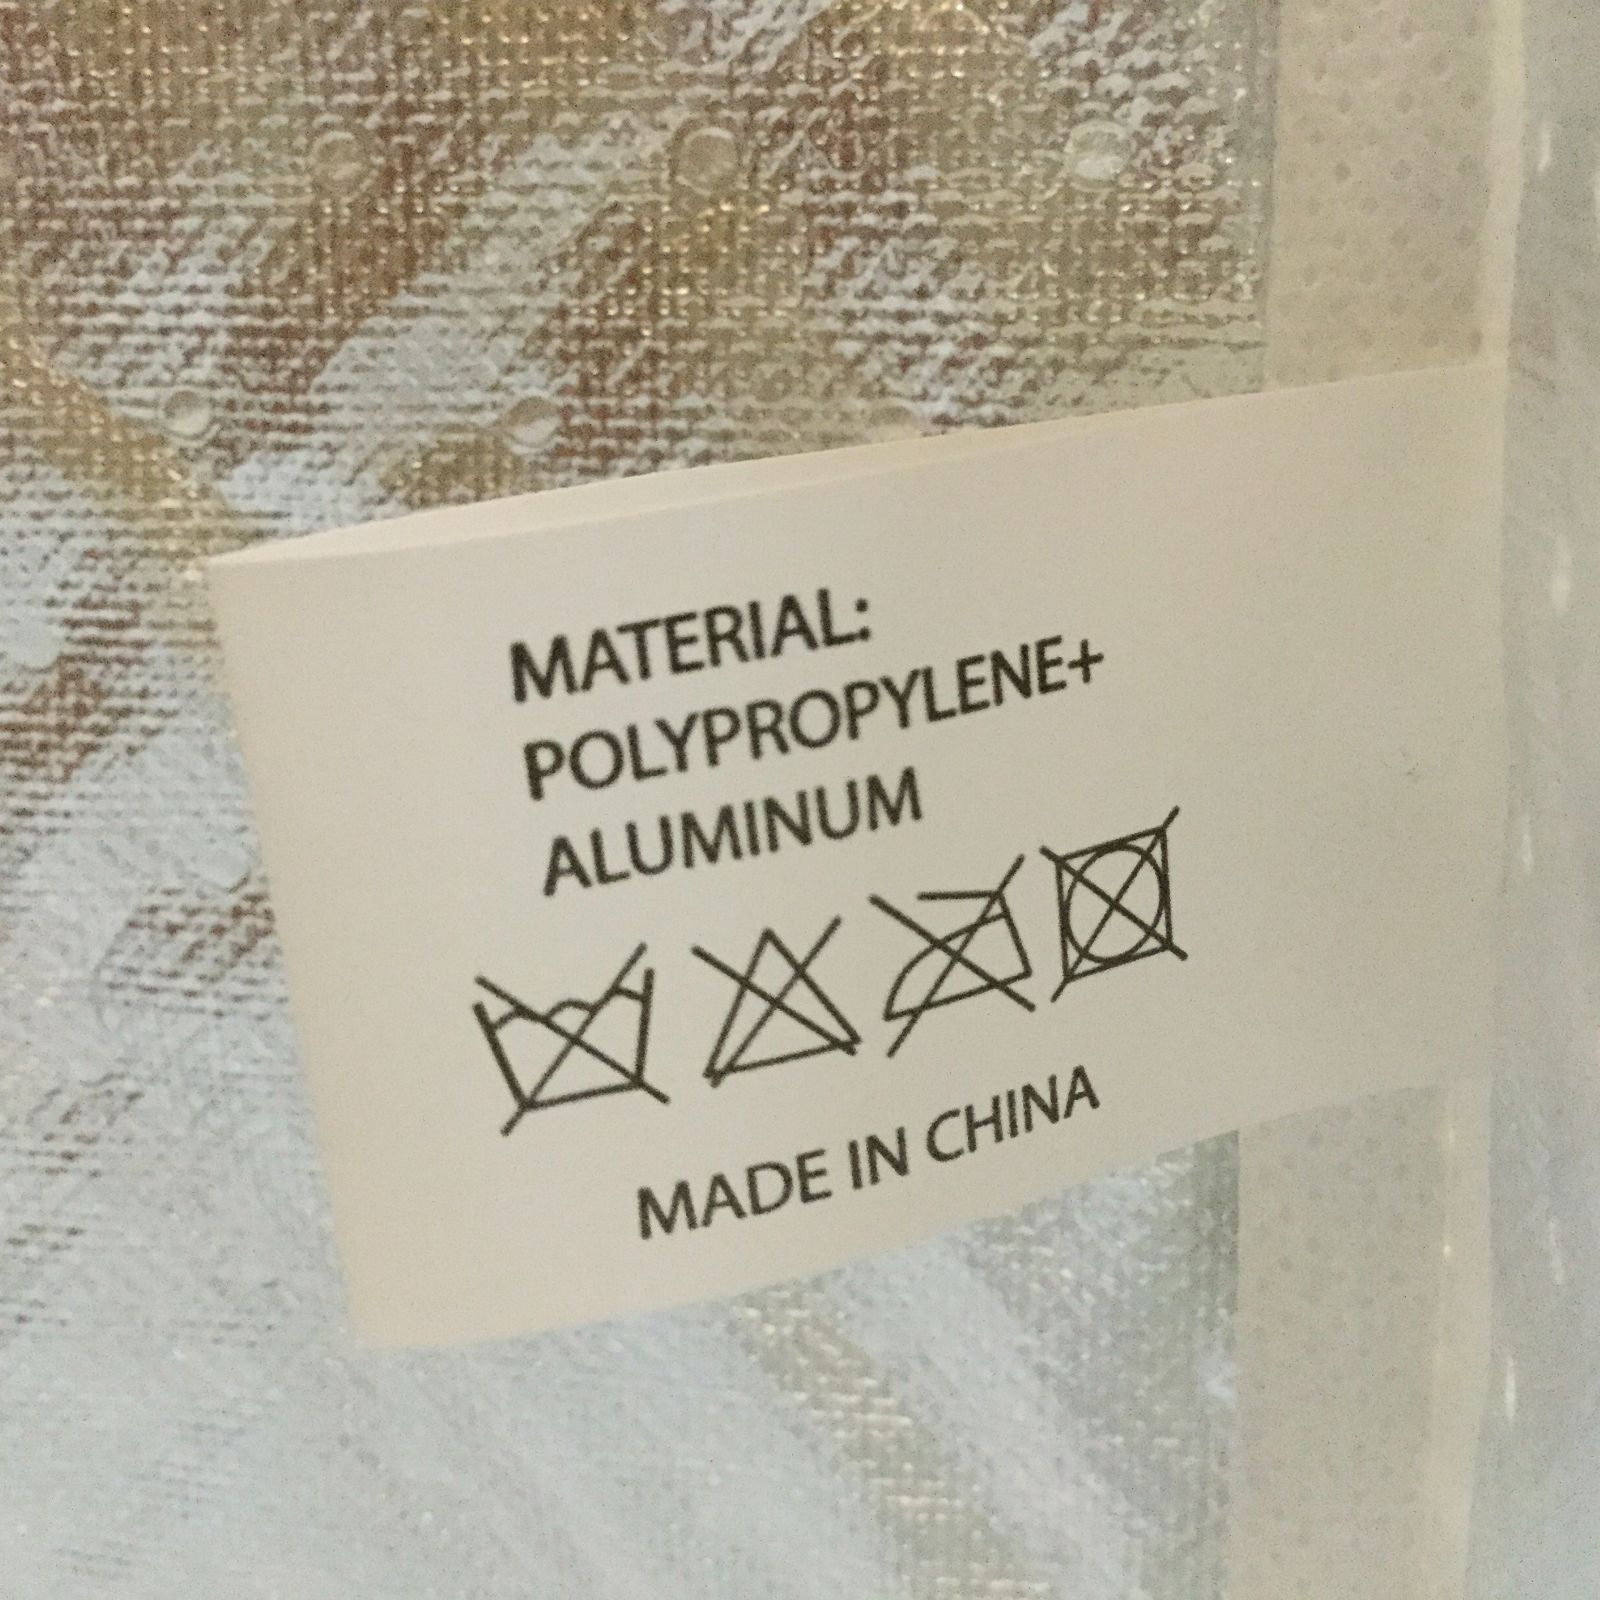 MATERIAL:
POLYPROPYLENE+
ALUMINUM
MADE IN CHINA